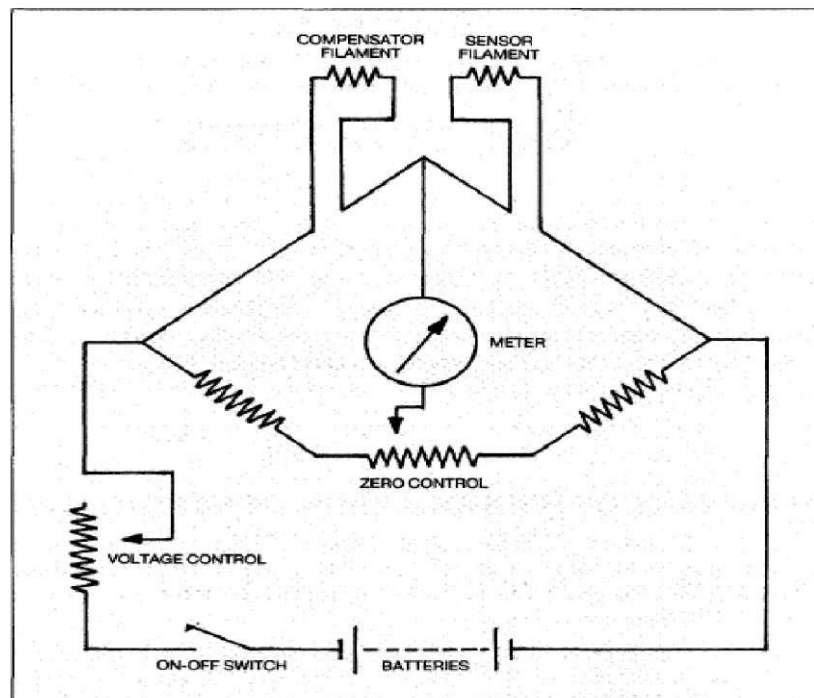 COMPENSATOR
FILAMENT
SENSOR
FILAMENT
METER
ZERO CONTROL
VOLTAGE CONTROL
ON-OFF SWITCH
BATTERIES